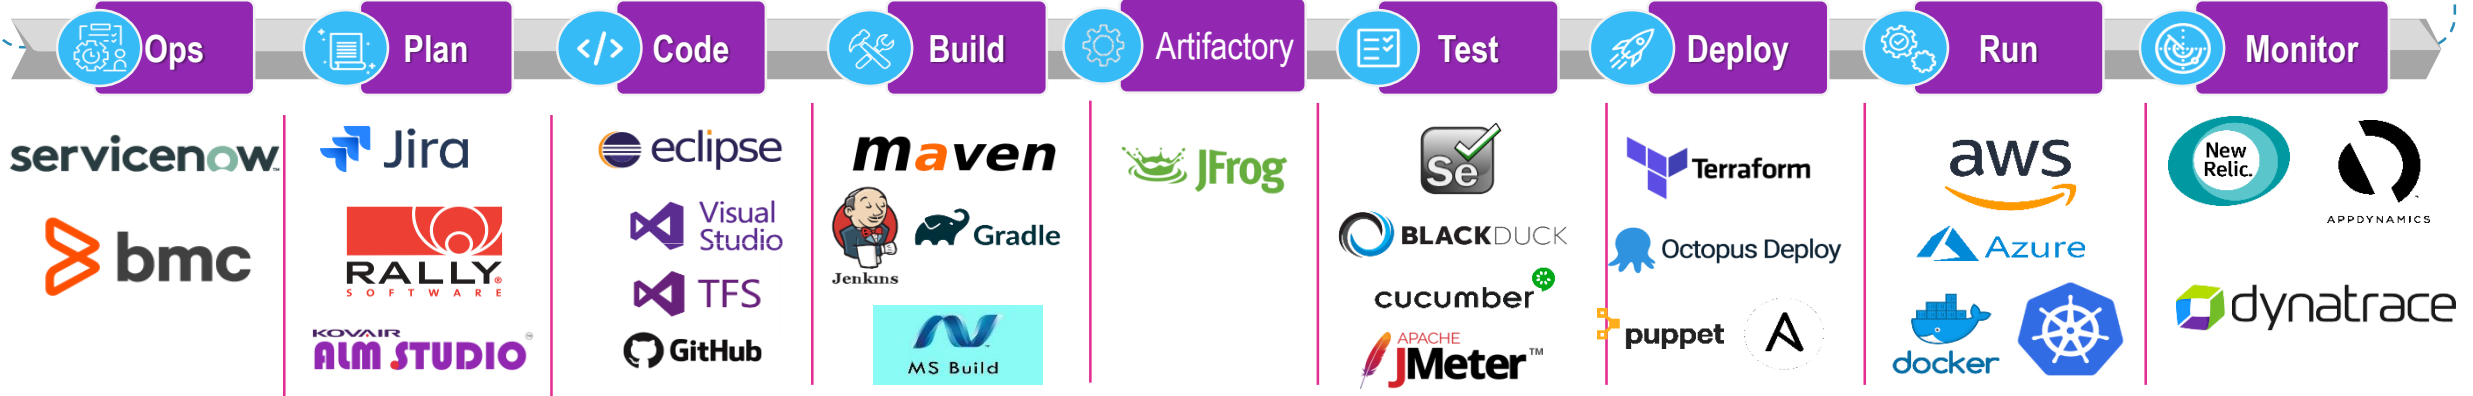 Ops
Plan
Code
Build
Artifactory
Test
Deploy
Run
Monitor
servicenow™
bmc
Jira
RALLY®
SOFTWARE
KOVAIR
ALM STUDIO
eclipse
Visual
Studio
TFS
GitHub
maven
Jenkins
Gradle
MS Build
JFrog
Se
BLACKDUCK
cucumber
APACHE
JMeter™
Terraform
Octopus Deploy
puppet
A
aws
Azure
docker
New
Relic.
APPDYNAMICS
dynatrace